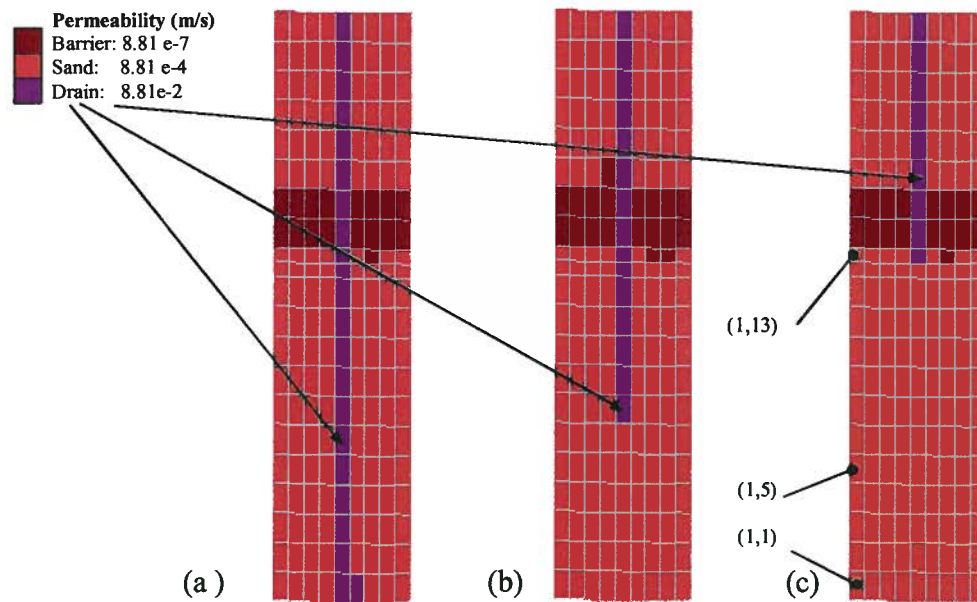 Permeability (m/s)
Barrier: 8.81 e-7
Sand: 8.81 e-4
Drain: 8.81e-2
(1,13)
(1,5)
(1,1)
(a )
(b)
(c)